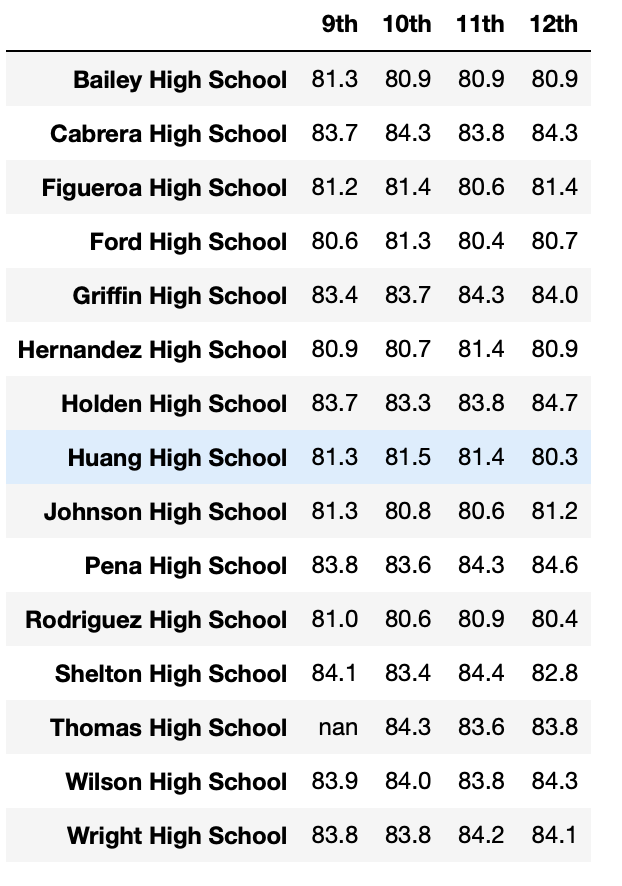 9th 10th 11th 12th
Bailey High School 81.3 80.9 80.9 80.9
Cabrera High School 83.7 84.3 83.8 84.3
Figueroa High School 81.2 81.4 80.6 81.4
Ford High School 80.6 81.3 80.4 80.7
Griffin High School 83.4 83.7 84.3 84.0
Hernandez High School 80.9 80.7 81.4 80.9
Holden High School 83.7 83.3 83.8 84.7
Huang High School 81.3 81.5 81.4 80.3
Johnson High School 81.3 80.8 80.6 81.2
Pena High School 83.8 83.6 84.3 84.6
Rodriguez High School 81.0 80.6 80.9 80.4
Shelton High School 84.1 83.4 84.4 82.8
Thomas High School nan 84.3 83.6 83.8
Wilson High School 83.9 84.0 83.8 84.3
Wright High School 83.8 83.8 84.2 84.1